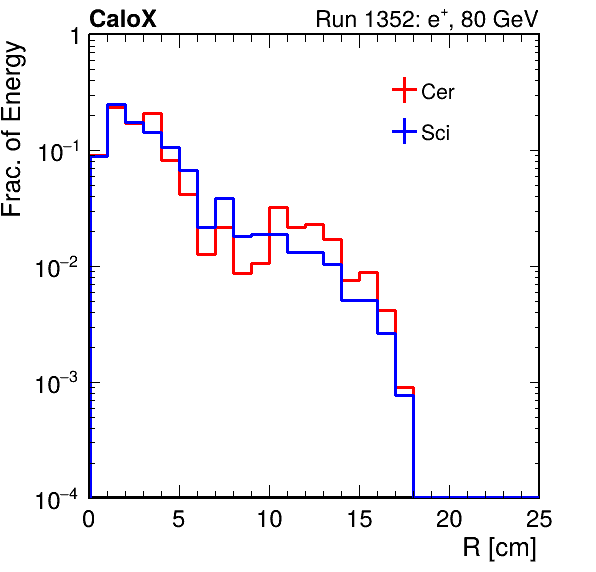 CaloX Run 1352: e⁺, 80 GeV
Frac. of Energy
1
10⁻¹
10⁻²
10⁻³
10⁻⁴
Cer
Sci
0 5 10 15 20 25
R [cm]